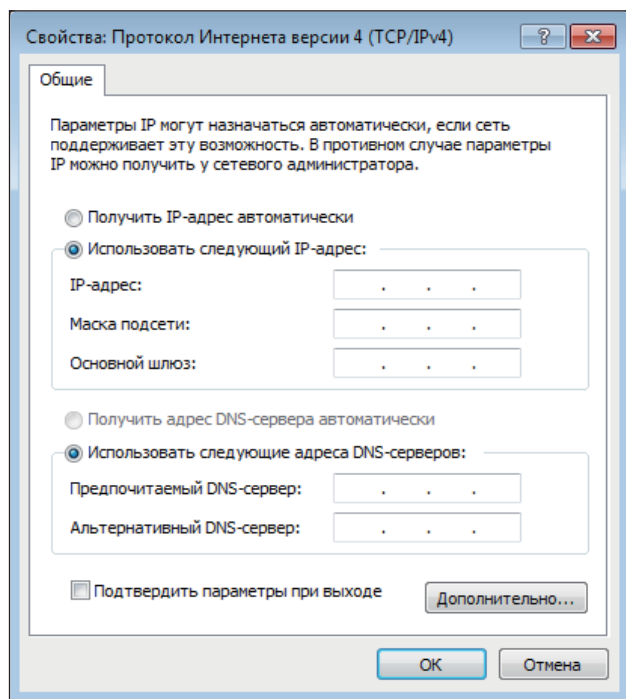 Свойства: Протокол Интернета версии 4 (TCP/IPv4)
Общие
Параметры IP могут назначаться автоматически, если сеть
поддерживает эту возможность. В противном случае параметры
IP можно получить у сетевого администратора.
Получить IP-адрес автоматически
Использовать следующий IP-адрес:
IP-адрес: . . .
Маска подсети: . . .
Основной шлюз: . . .
Получить адрес DNS-сервера автоматически
Использовать следующие адреса DNS-серверов:
Предпочитаемый DNS-сервер: . . .
Альтернативный DNS-сервер: . . .
Подтвердить параметры при выходе
Дополнительно...
ОК Отмена